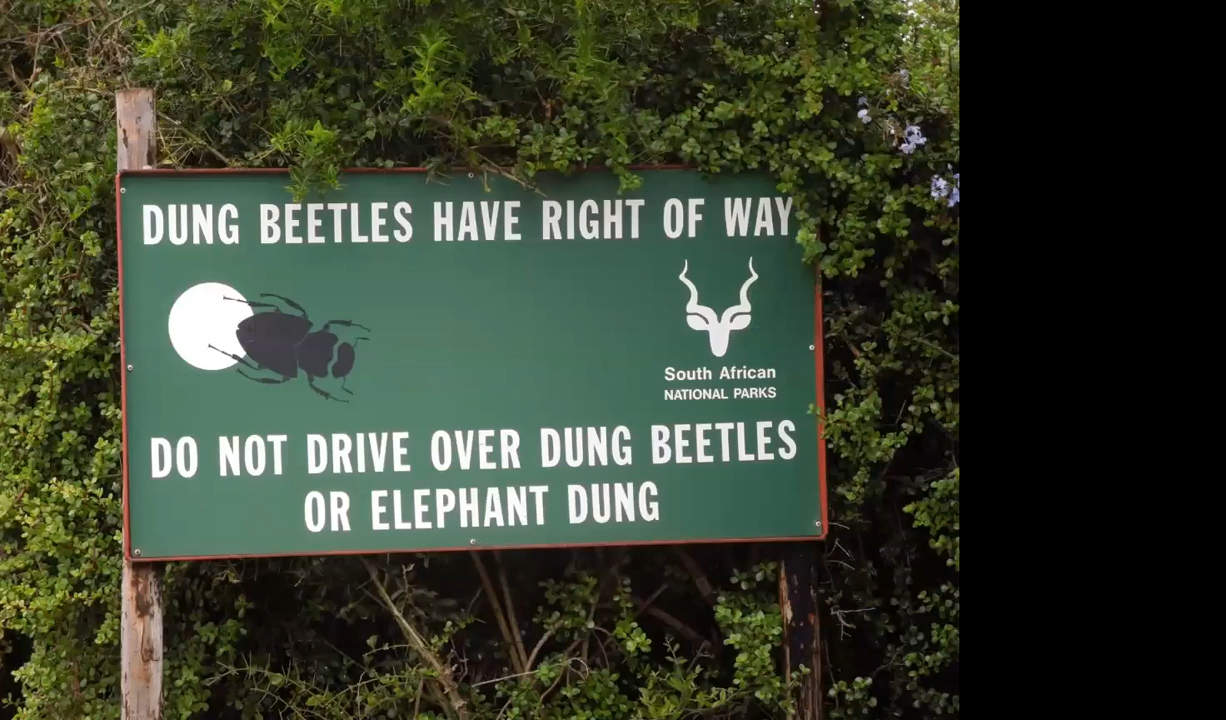 DUNG BEETLES HAVE RIGHT OF WAY
South African
NATIONAL PARKS
DO NOT DRIVE OVER DUNG BEETLES
OR ELEPHANT DUNG